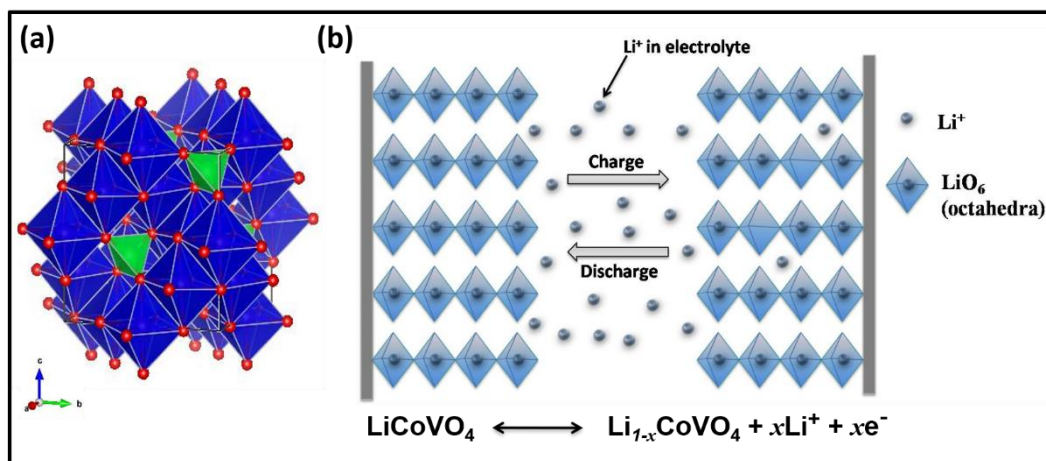 (a)
(b)
Li⁺ in electrolyte
Charge
Discharge
Li⁺
LiO₆
(octahedra)
c
a
b
LiCoVO₄ ⟷ Li₁₋ₓCoVO₄ + xLi⁺ + xe⁻